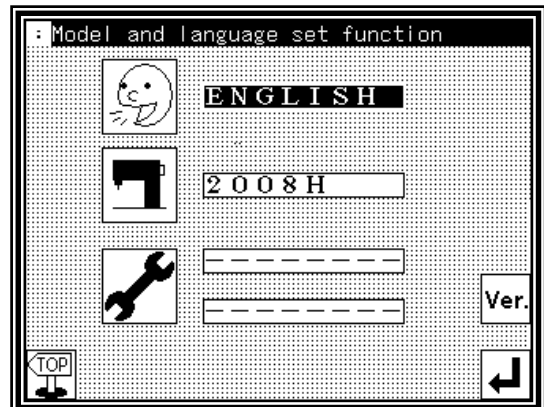 : Model and language set function
ENGLISH
2008H
--------
--------
Ver.
TOP